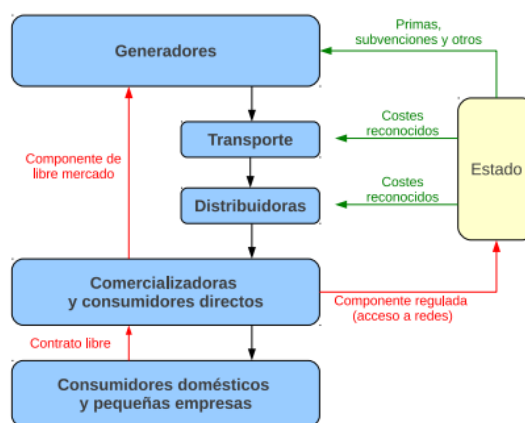 Generadores
Primas,
subvenciones y otros
Transporte
Costes
reconocidos
Componente de
libre mercado
Estado
Distribuidoras
Costes
reconocidos
Comercializadoras
y consumidores directos
Componente regulada
(acceso a redes)
Contrato libre
Consumidores domésticos
y pequeñas empresas